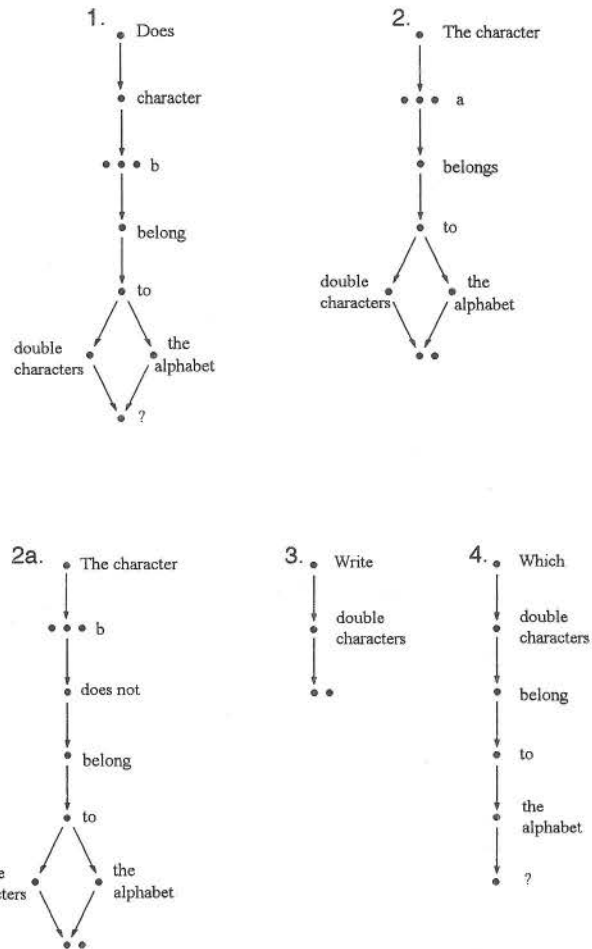 1.
Does
character
b
belong
to
double
characters
the
alphabet
?
2.
The character
a
belongs
to
double
characters
the
alphabet
2a.
The character
b
does not
belong
to
cters
the
alphabet
3.
Write
double
characters
4.
Which
double
characters
belong
to
the
alphabet
?